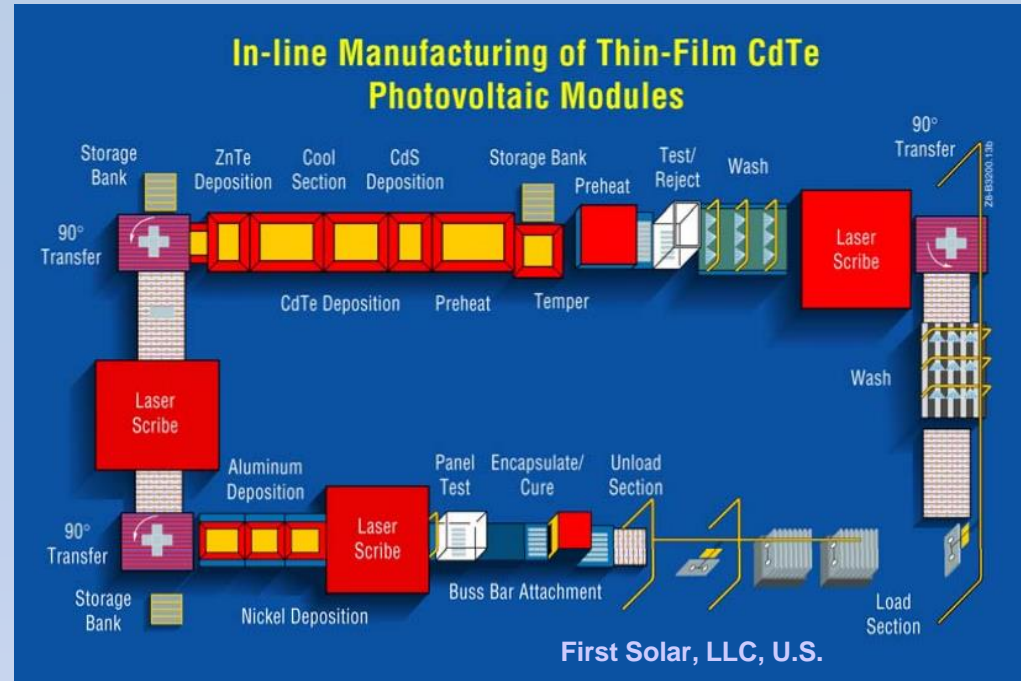 In-line Manufacturing of Thin-Film CdTe
Photovoltaic Modules
90°
Transfer
Z8-B3200.13b
Storage
Bank
ZnTe
Deposition
Cool
Section
CdS
Deposition
Storage Bank
Preheat
Test/
Reject
Wash
90°
Transfer
Laser
Scribe
CdTe Deposition
Preheat
Temper
Wash
Laser
Scribe
Aluminum
Deposition
Panel
Test
Encapsulate/
Cure
Unload
Section
90°
Transfer
Laser
Scribe
Storage
Bank
Nickel Deposition
Buss Bar Attachment
Load
Section
First Solar, LLC, U.S.